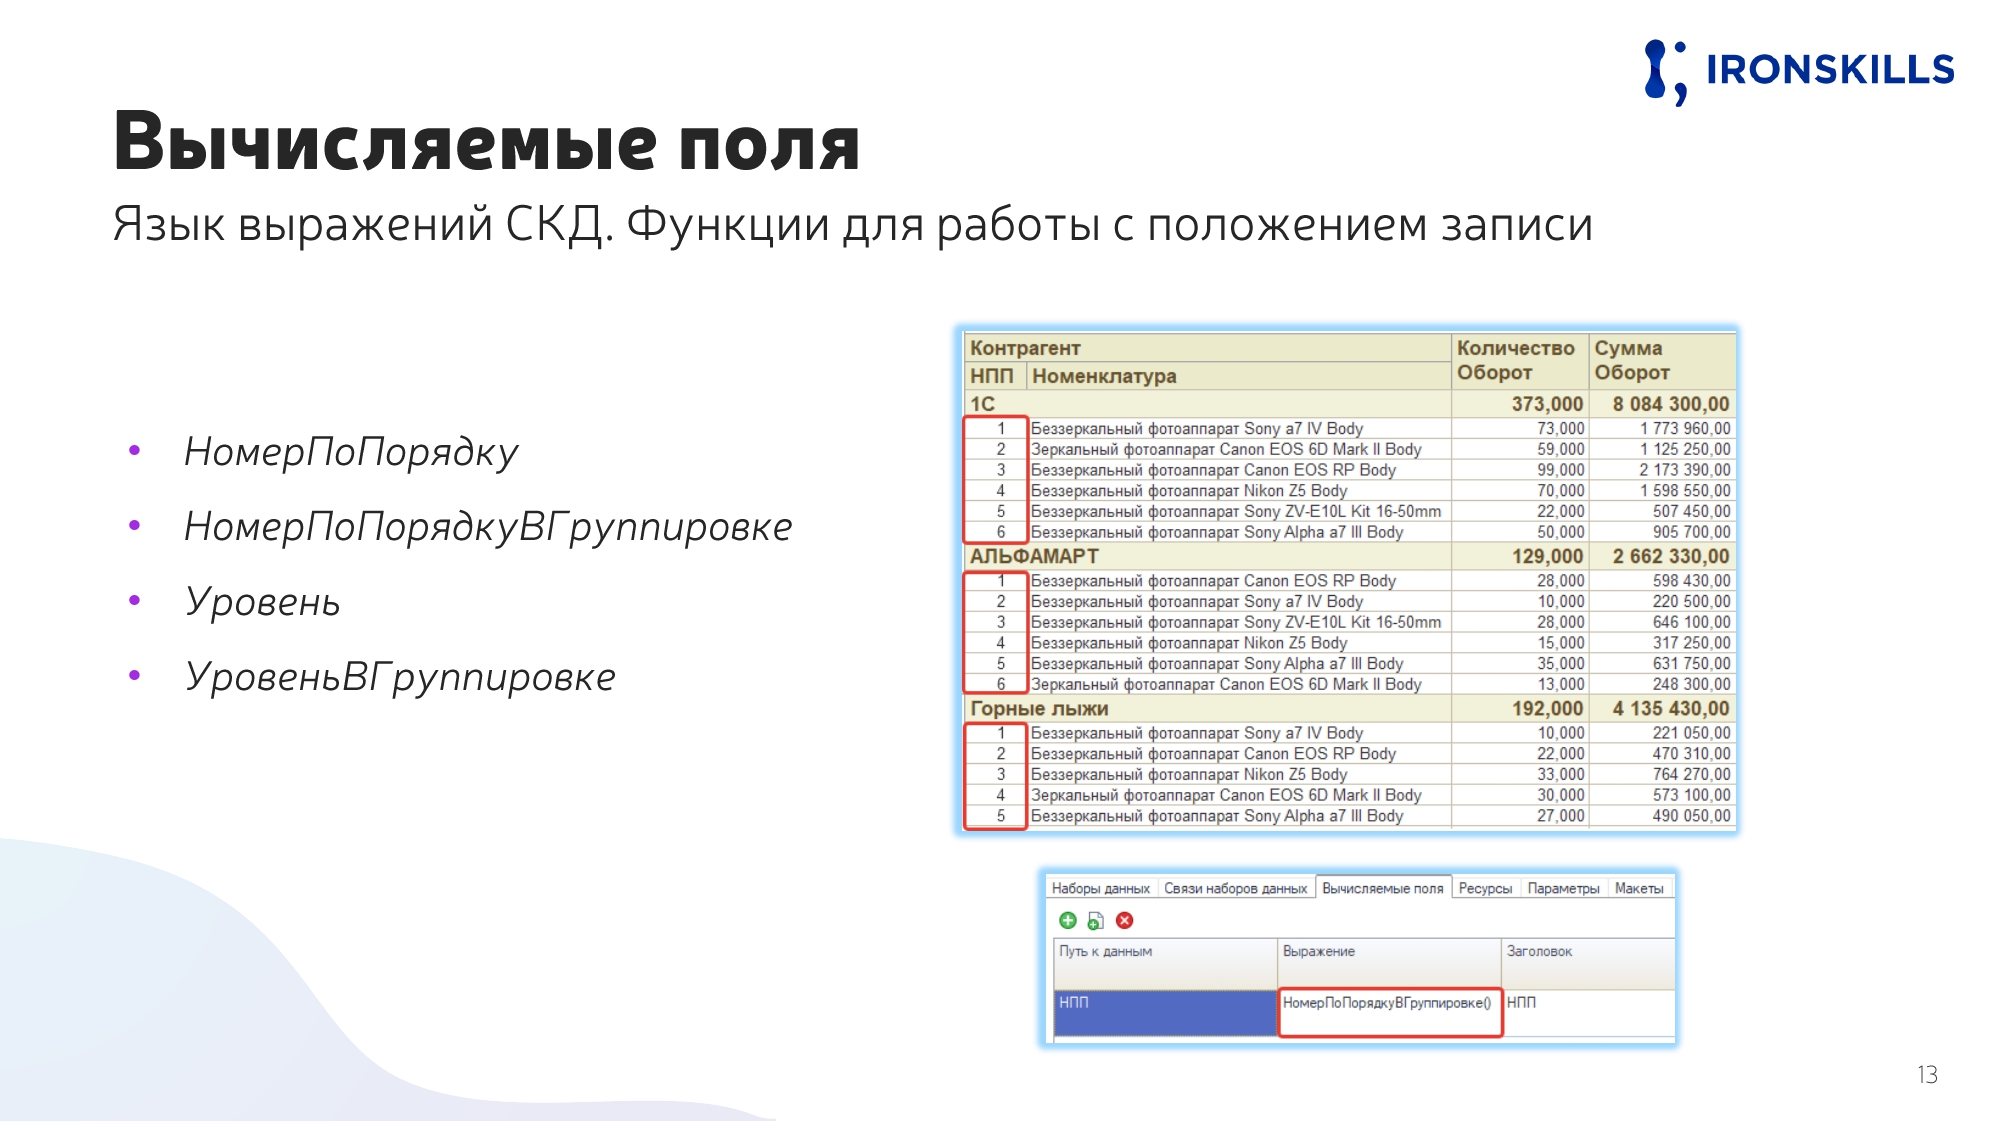 IRONSKILLS
Вычисляемые поля
Язык выражений СКД. Функции для работы с положением записи
• НомерПоПорядку
• НомерПоПорядкуВГруппировке
• Уровень
• УровеньВГруппировке
Контрагент Количество Оборот Сумма Оборот
НПП Номенклатура
1С 373,000 8 084 300,00
1 Беззеркальный фотоаппарат Sony a7 IV Body 73,000 1 773 960,00
2 Зеркальный фотоаппарат Canon EOS 6D Mark II Body 59,000 1 125 250,00
3 Беззеркальный фотоаппарат Canon EOS RP Body 99,000 2 173 390,00
4 Беззеркальный фотоаппарат Nikon Z5 Body 70,000 1 598 550,00
5 Беззеркальный фотоаппарат Sony ZV-E10L Kit 16-50mm 22,000 507 450,00
6 Беззеркальный фотоаппарат Sony Alpha a7 III Body 50,000 905 700,00
АЛЬФАМАРТ 129,000 2 662 330,00
1 Беззеркальный фотоаппарат Canon EOS RP Body 28,000 598 430,00
2 Беззеркальный фотоаппарат Sony a7 IV Body 10,000 220 500,00
3 Беззеркальный фотоаппарат Sony ZV-E10L Kit 16-50mm 28,000 646 100,00
4 Беззеркальный фотоаппарат Nikon Z5 Body 15,000 317 250,00
5 Беззеркальный фотоаппарат Sony Alpha a7 III Body 35,000 631 750,00
6 Зеркальный фотоаппарат Canon EOS 6D Mark II Body 13,000 248 300,00
Горные лыжи 192,000 4 135 430,00
1 Беззеркальный фотоаппарат Sony a7 IV Body 10,000 221 050,00
2 Беззеркальный фотоаппарат Canon EOS RP Body 22,000 470 310,00
3 Беззеркальный фотоаппарат Nikon Z5 Body 33,000 764 270,00
4 Зеркальный фотоаппарат Canon EOS 6D Mark II Body 30,000 573 100,00
5 Беззеркальный фотоаппарат Sony Alpha a7 III Body 27,000 490 050,00
Наборы данных Связи наборов данных Вычисляемые поля Ресурсы Параметры Макеты
Путь к данным Выражение Заголовок
НПП НомерПоПорядкуВГруппировке() НПП
13